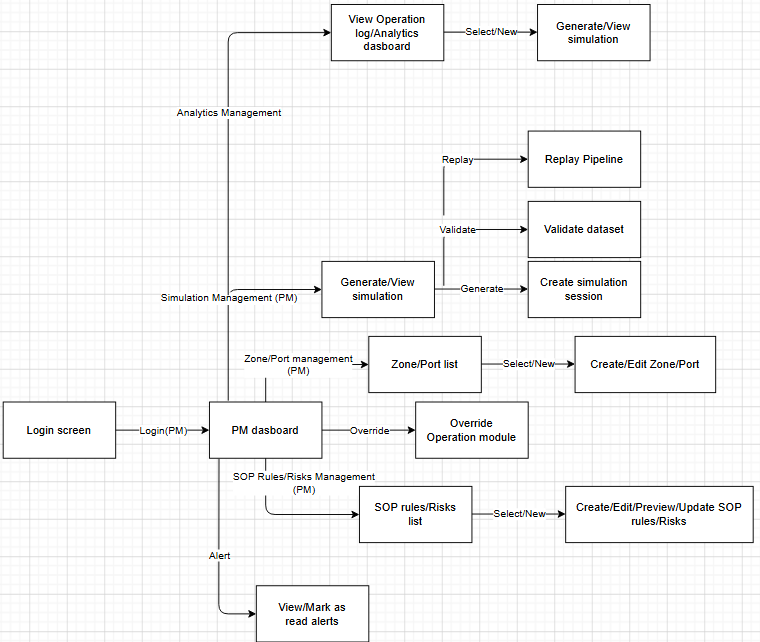 View Operation
log/Analytics
dasboard
Select/New
Generate/View
simulation
Analytics Management
Replay
Replay Pipeline
Validate
Validate dataset
Simulation Management (PM)
Generate/View
simulation
Generate
Create simulation
session
Zone/Port management
(PM)
Zone/Port list
Select/New
Create/Edit Zone/Port
Login screen
Login(PM)
PM dasboard
Override
Override
Operation module
SOP Rules/Risks Management
(PM)
SOP rules/Risks
list
Select/New
Create/Edit/Preview/Update SOP
rules/Risks
Alert
View/Mark as
read alerts